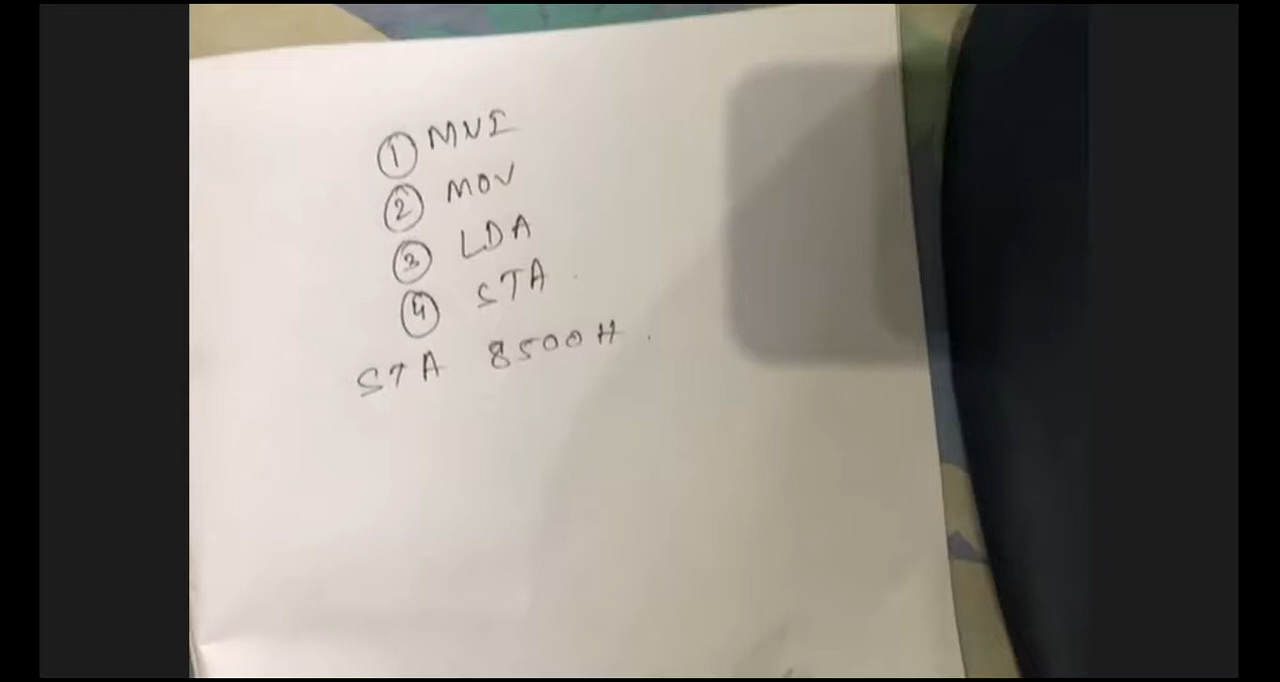 ① MVI
② MOV
③ LDA
④ STA
STA 8500H.